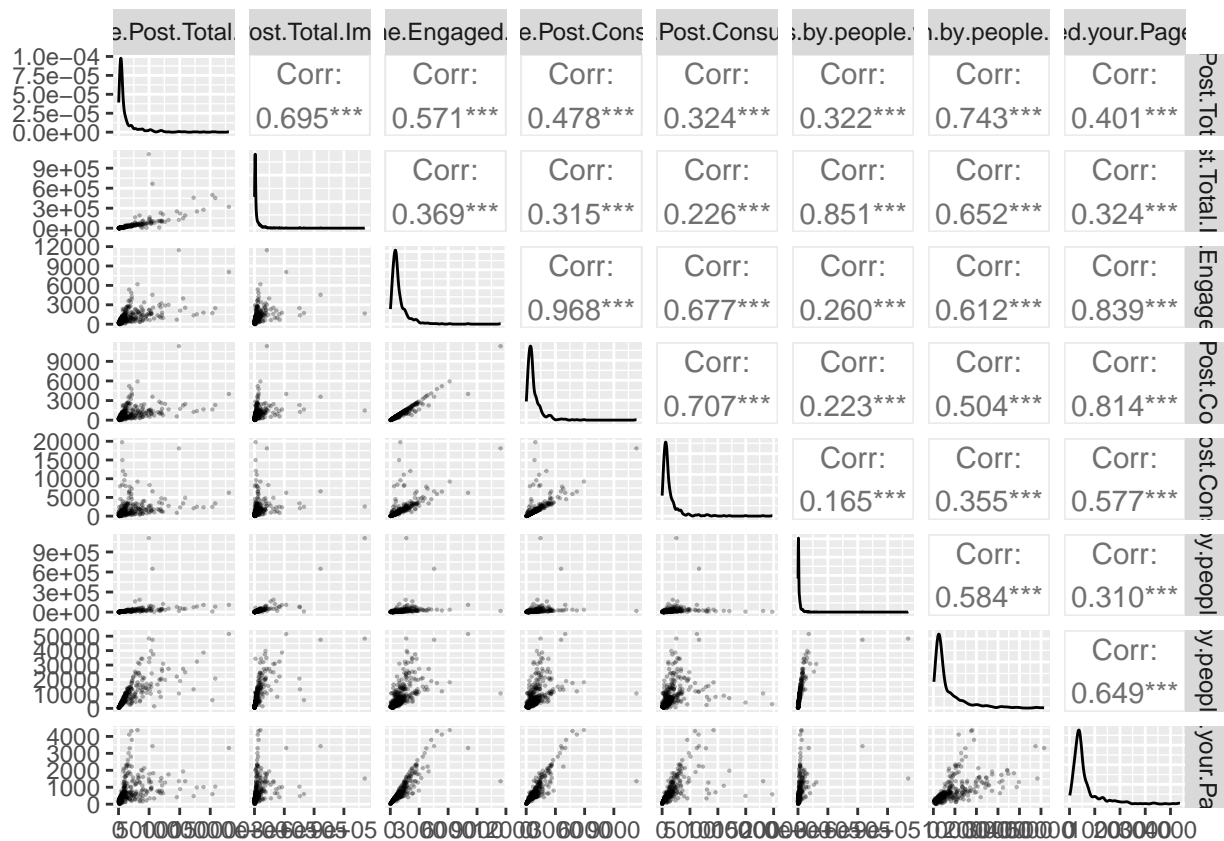 e.Post.Total. ost.Total.Im ne.Engaged. e.Post.Cons .Post.Consu s.by.people. n.by.people. ed.your.Page
1.0e−04
7.5e−05
5.0e−05
2.5e−05
0.0e+00
Corr:
0.695***
Corr:
0.571***
Corr:
0.478***
Corr:
0.324***
Corr:
0.322***
Corr:
0.743***
Corr:
0.401***
Post.Tot
9e+05
6e+05
3e+05
0e+00
Corr:
0.369***
Corr:
0.315***
Corr:
0.226***
Corr:
0.851***
Corr:
0.652***
Corr:
0.324***
st.Total.I
12000
9000
6000
3000
0
Corr:
0.968***
Corr:
0.677***
Corr:
0.260***
Corr:
0.612***
Corr:
0.839***
.Engage
9000
6000
3000
0
Corr:
0.707***
Corr:
0.223***
Corr:
0.504***
Corr:
0.814***
Post.Co
20000
15000
10000
5000
0
Corr:
0.165***
Corr:
0.355***
Corr:
0.577***
ost.Cons
9e+05
6e+05
3e+05
0e+00
Corr:
0.584***
Corr:
0.310***
by.peopl
50000
40000
30000
20000
10000
0
Corr:
0.649***
by.peopl
4000
3000
2000
1000
0
.your.Pa